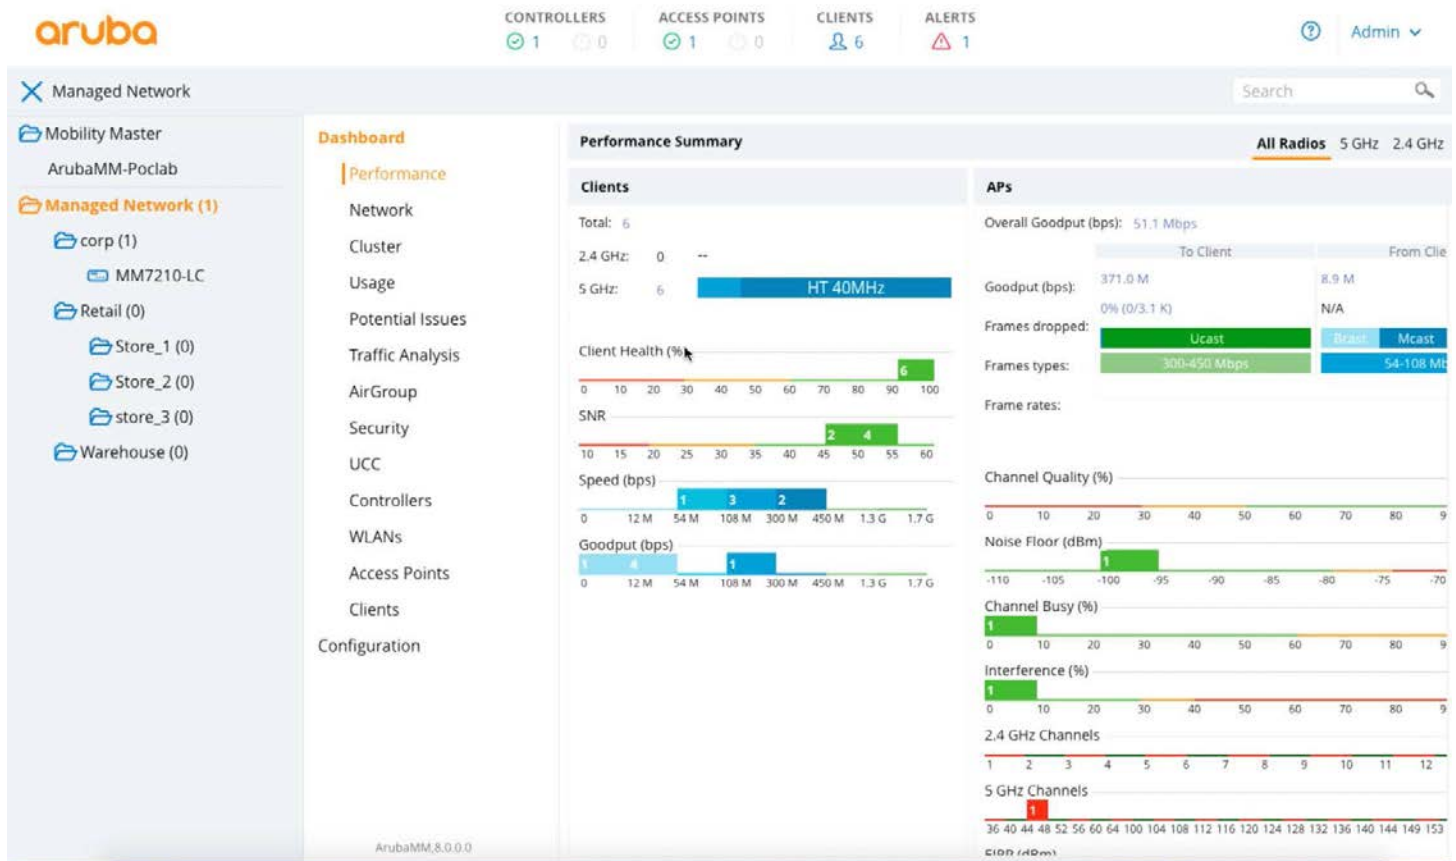 aruba
CONTROLLERS ACCESS POINTS CLIENTS ALERTS
1 0 1 0 6 1
Admin
Managed Network
Search
Mobility Master
ArubaMM-Poclab
Managed Network (1)
corp (1)
MM7210-LC
Retail (0)
Store_1 (0)
Store_2 (0)
store_3 (0)
Warehouse (0)
Dashboard
Performance
Network
Cluster
Usage
Potential Issues
Traffic Analysis
AirGroup
Security
UCC
Controllers
WLANs
Access Points
Clients
Configuration
ArubaMM,8.0.0.0
Performance Summary
All Radios 5 GHz 2.4 GHz
Clients
Total: 6
2.4 GHz: 0 --
5 GHz: 6 HT 40MHz
Client Health (%)
6
0 10 20 30 40 50 60 70 80 90 100
SNR
2 4
10 15 20 25 30 35 40 45 50 55 60
Speed (bps)
1 3 2
0 12 M 54 M 108 M 300 M 450 M 1.3 G 1.7 G
Goodput (bps)
1 4 1
0 12 M 54 M 108 M 300 M 450 M 1.3 G 1.7 G
APs
Overall Goodput (bps): 51.1 Mbps
To Client From Clie
Goodput (bps): 371.0 M 8.9 M
Frames dropped: 0% (0/3.1 K) N/A
Frames types: Ucast Bcast Mcast
Frame rates: 300-450 Mbps 54-108 Mb
Channel Quality (%)
0 10 20 30 40 50 60 70 80 9
Noise Floor (dBm)
1
-110 -105 -100 -95 -90 -85 -80 -75 -70
Channel Busy (%)
1
0 10 20 30 40 50 60 70 80 9
Interference (%)
1
0 10 20 30 40 50 60 70 80 9
2.4 GHz Channels
1 2 3 4 5 6 7 8 9 10 11 12
5 GHz Channels
1
36 40 44 48 52 56 60 64 100 104 108 112 116 120 124 128 132 136 140 144 149 153
EIRP (dBm)